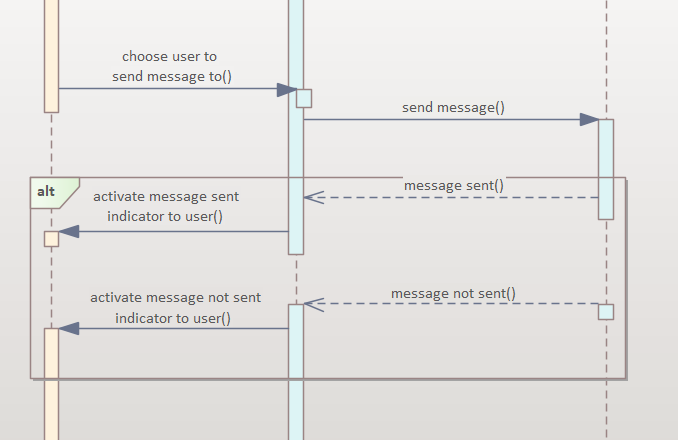 choose user to
send message to()
send message()
alt
message sent()
activate message sent
indicator to user()
message not sent()
activate message not sent
indicator to user()